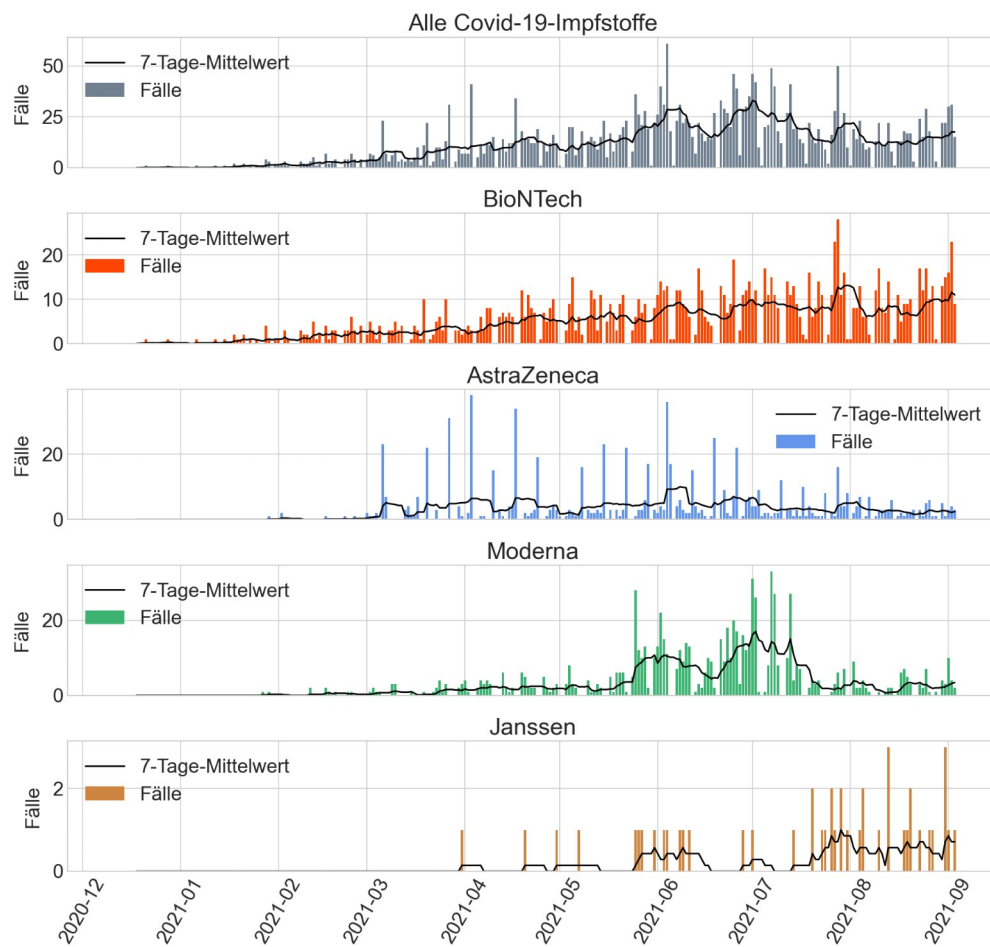 Alle Covid-19-Impfstoffe
Fälle
50
25
0
7-Tage-Mittelwert
Fälle
BioNTech
Fälle
20
10
0
7-Tage-Mittelwert
Fälle
AstraZeneca
Fälle
20
0
7-Tage-Mittelwert
Fälle
Moderna
Fälle
20
0
7-Tage-Mittelwert
Fälle
Janssen
Fälle
2
0
7-Tage-Mittelwert
Fälle
2020-12
2021-01
2021-02
2021-03
2021-04
2021-05
2021-06
2021-07
2021-08
2021-09